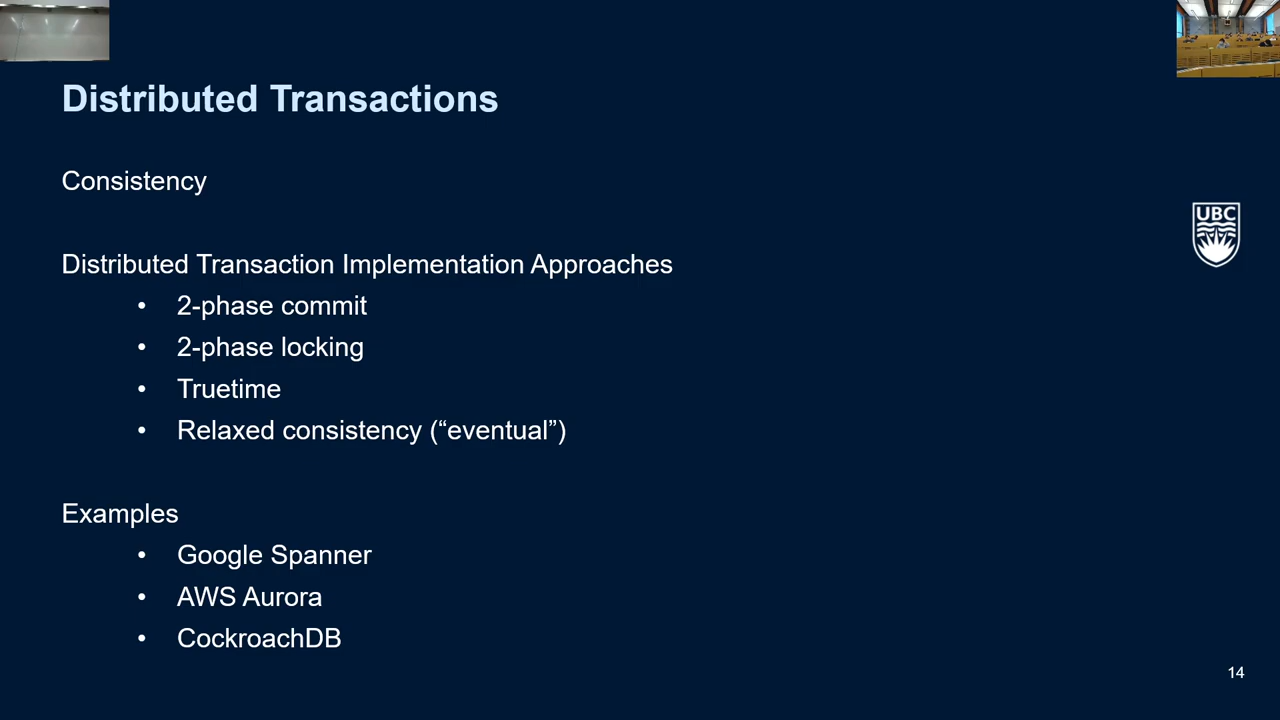 Distributed Transactions
Consistency
UBC
Distributed Transaction Implementation Approaches
• 2-phase commit
• 2-phase locking
• Truetime
• Relaxed consistency (“eventual”)
Examples
• Google Spanner
• AWS Aurora
• CockroachDB
14